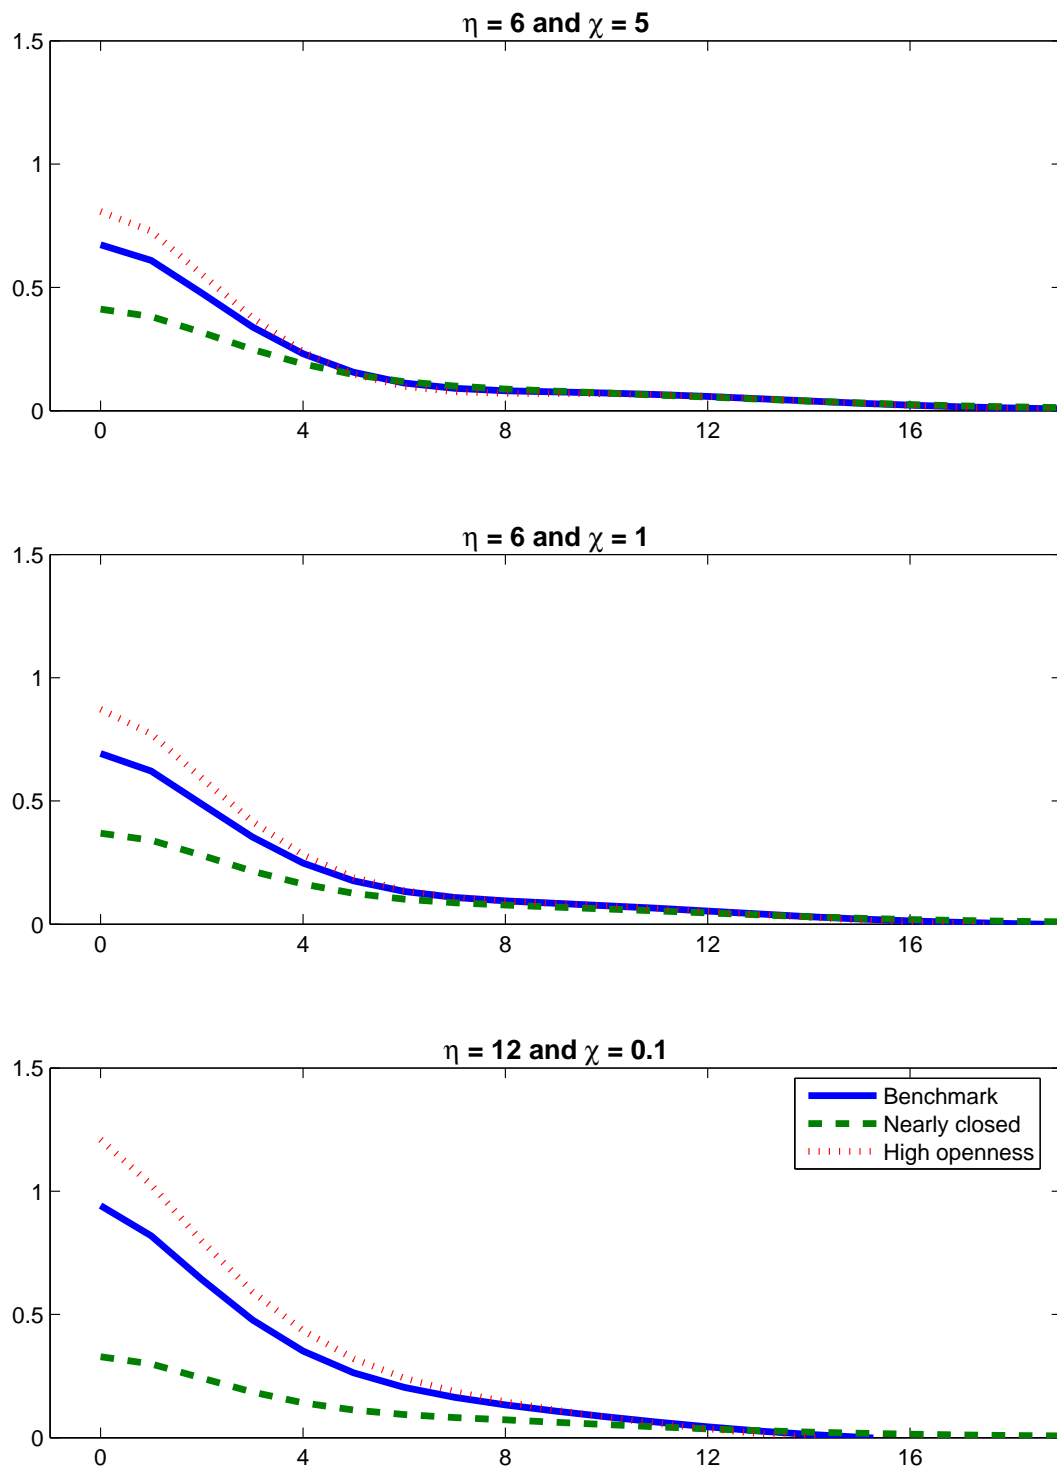 η = 6 and χ = 5
1.5
1
0.5
0
0 4 8 12 16
η = 6 and χ = 1
1.5
1
0.5
0
0 4 8 12 16
η = 12 and χ = 0.1
1.5
1
0.5
0
0 4 8 12 16
Benchmark
Nearly closed
High openness